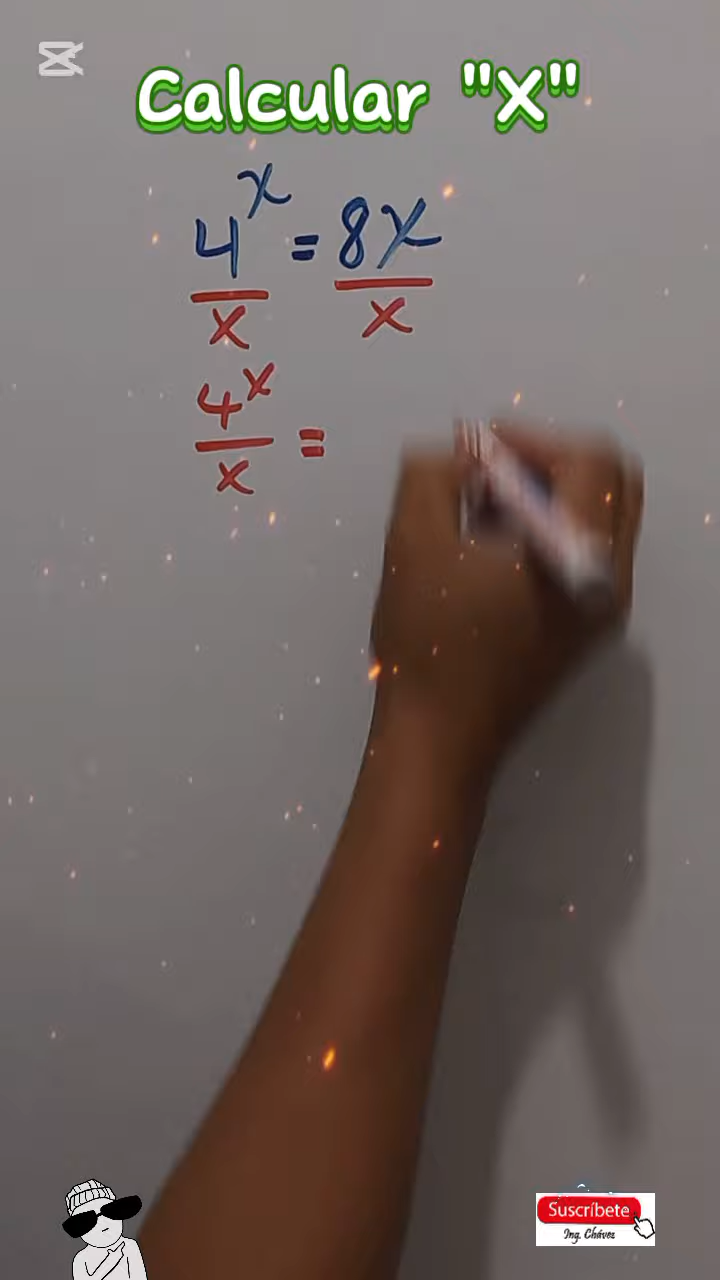 Calcular "X"
4^x = 8x
x x
4^x =
x
Suscríbete
Ing. Chávez